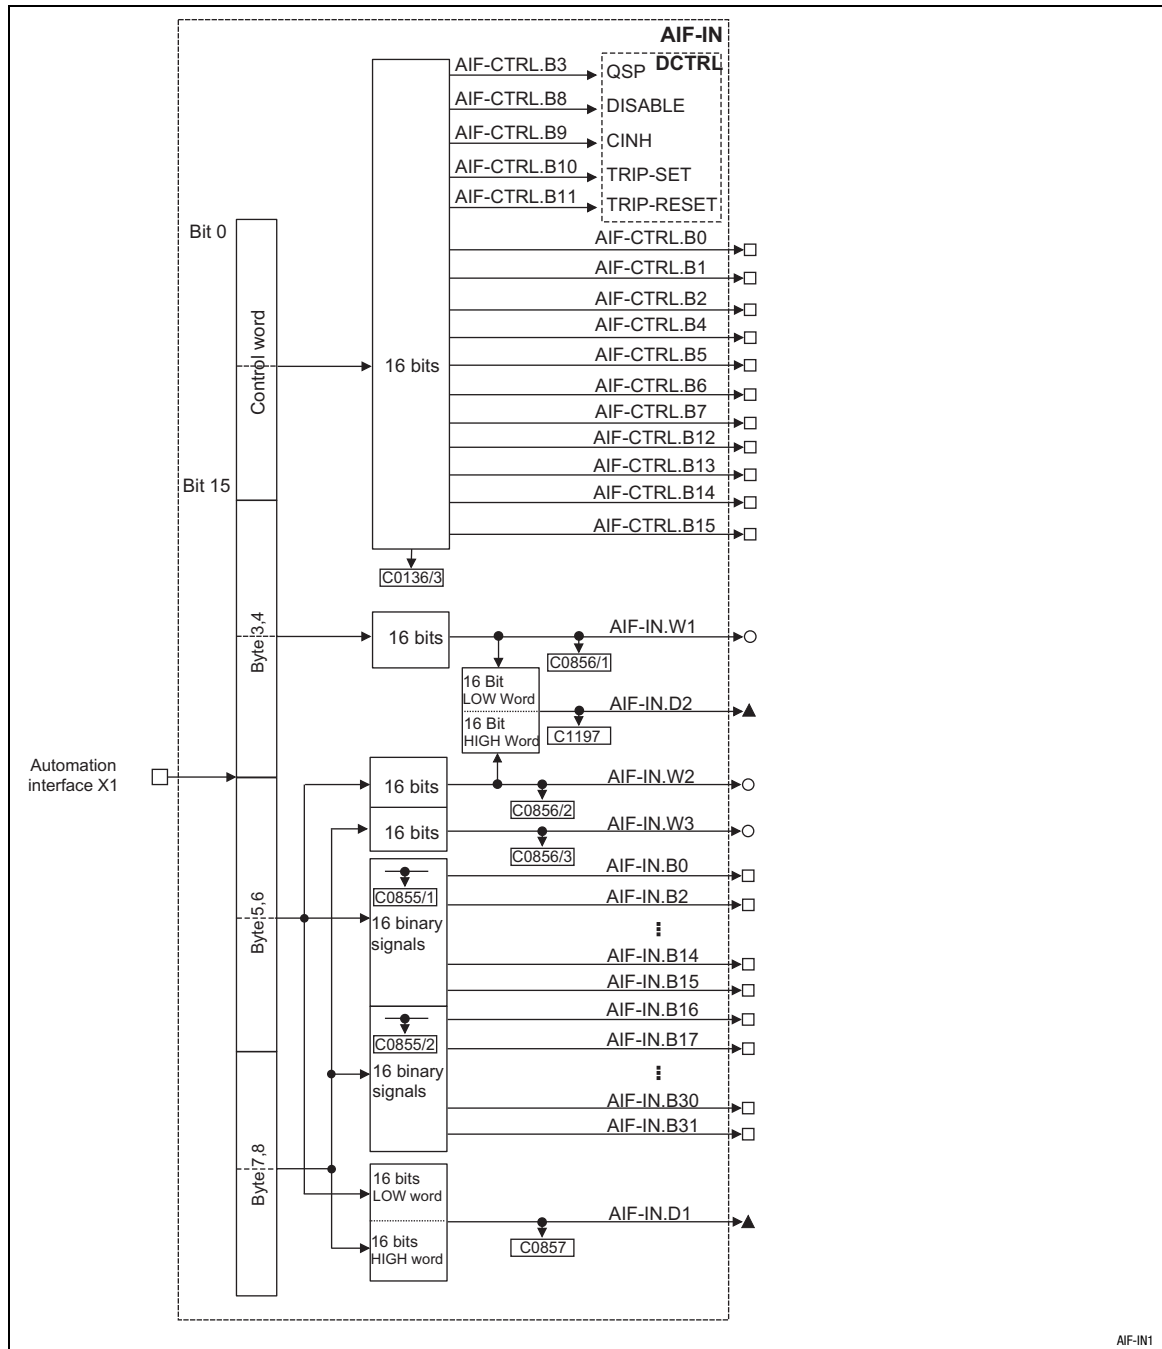 AIF-IN
DCTRL
AIF-CTRL.B3
QSP
AIF-CTRL.B8
DISABLE
AIF-CTRL.B9
CINH
AIF-CTRL.B10
TRIP-SET
AIF-CTRL.B11
TRIP-RESET
Bit 0
AIF-CTRL.B0
AIF-CTRL.B1
AIF-CTRL.B2
AIF-CTRL.B4
Control word
16 bits
AIF-CTRL.B5
AIF-CTRL.B6
AIF-CTRL.B7
AIF-CTRL.B12
AIF-CTRL.B13
Bit 15
AIF-CTRL.B14
AIF-CTRL.B15
C0136/3
Byte 3,4
16 bits
AIF-IN.W1
C0856/1
16 Bit
LOW Word
16 Bit
HIGH Word
AIF-IN.D2
C1197
Automation
interface X1
16 bits
AIF-IN.W2
C0856/2
16 bits
AIF-IN.W3
C0856/3
Byte 5,6
C0855/1
16 binary
signals
AIF-IN.B0
AIF-IN.B2
AIF-IN.B14
AIF-IN.B15
C0855/2
16 binary
signals
AIF-IN.B16
AIF-IN.B17
AIF-IN.B30
AIF-IN.B31
Byte 7,8
16 bits
LOW word
16 bits
HIGH word
AIF-IN.D1
C0857
AIF-IN1